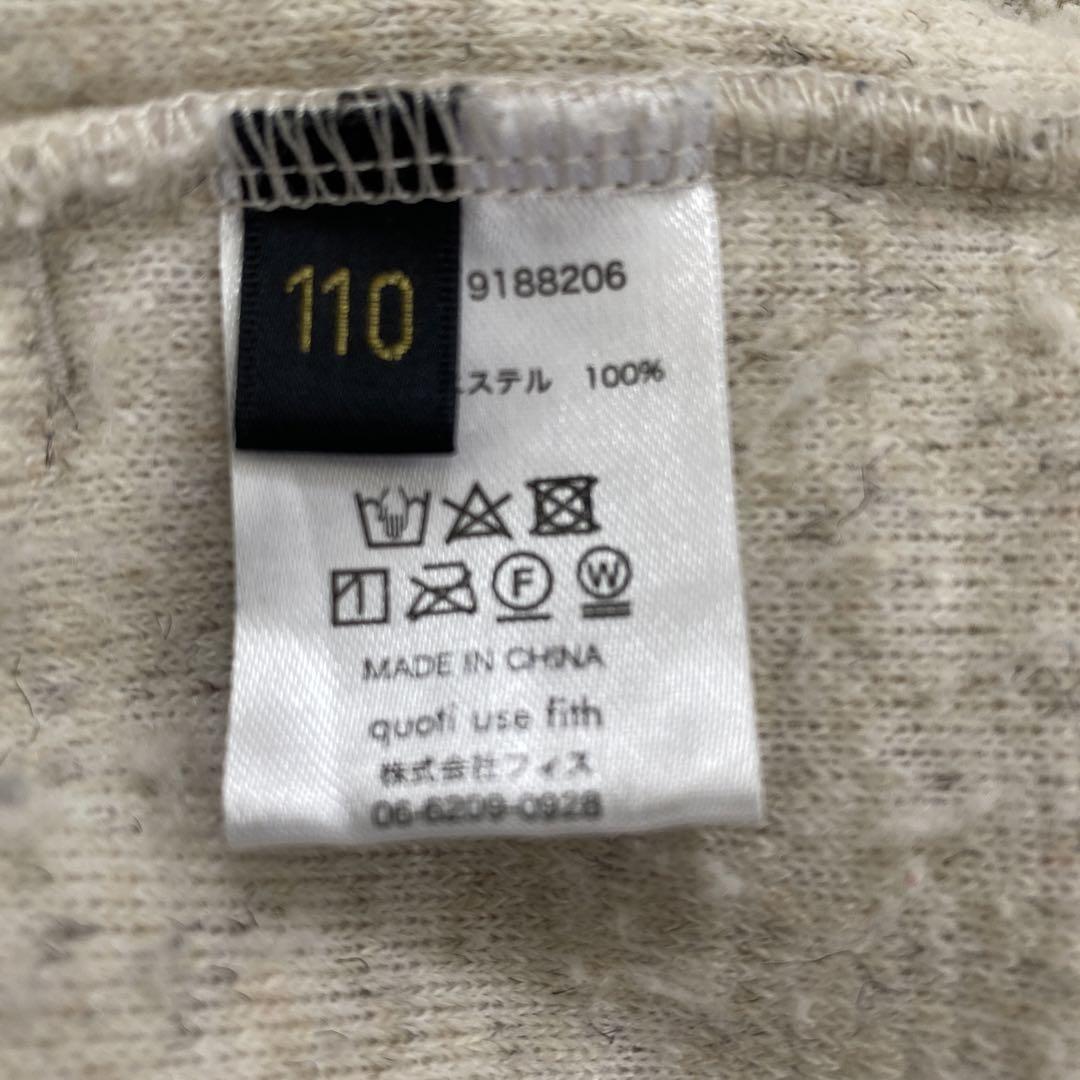 110
9188206
ステル 100%
F
W
MADE IN CHINA
quoti use fith
株式会社フィス
06-6209-0928